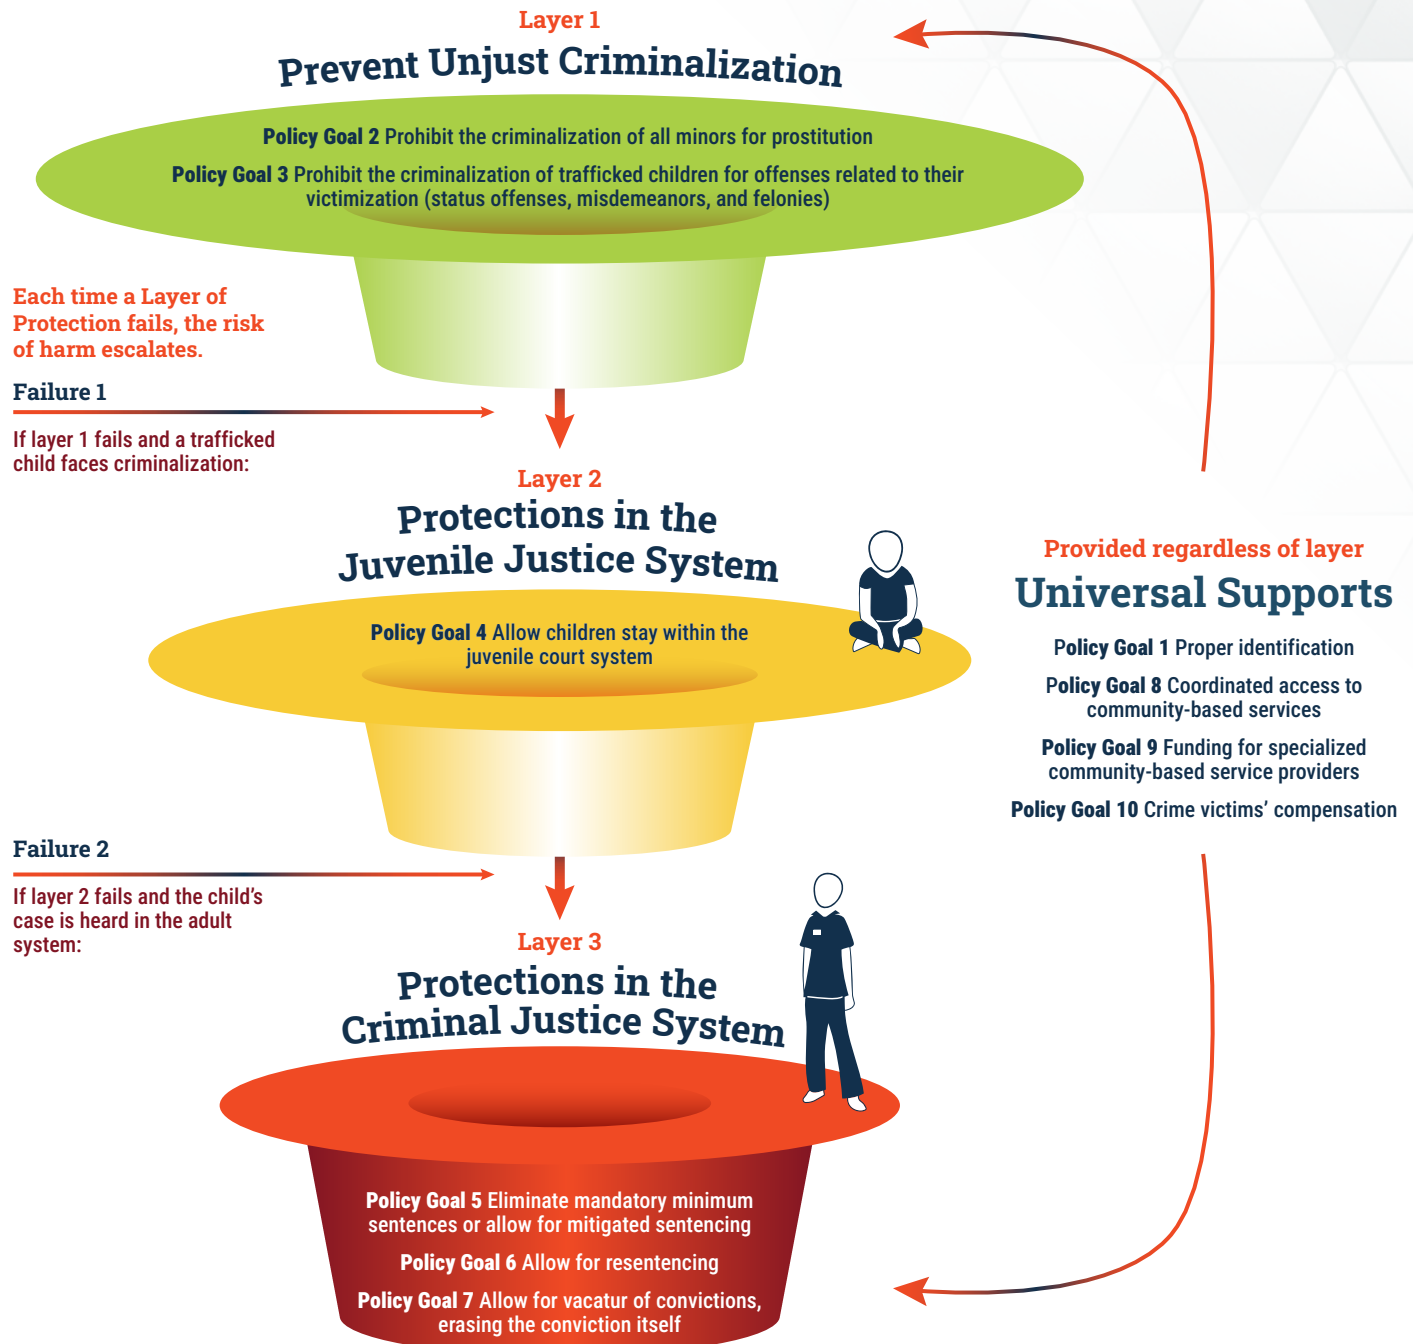 Layer 1
Prevent Unjust Criminalization
Policy Goal 2 Prohibit the criminalization of all minors for prostitution
Policy Goal 3 Prohibit the criminalization of trafficked children for offenses related to their
victimization (status offenses, misdemeanors, and felonies)
Each time a Layer of
Protection fails, the risk
of harm escalates.
Failure 1
If layer 1 fails and a trafficked
child faces criminalization:
Layer 2
Protections in the
Juvenile Justice System
Policy Goal 4 Allow children stay within the
juvenile court system
Provided regardless of layer
Universal Supports
Policy Goal 1 Proper identification
Policy Goal 8 Coordinated access to
community-based services
Policy Goal 9 Funding for specialized
community-based service providers
Policy Goal 10 Crime victims’ compensation
Failure 2
If layer 2 fails and the child’s
case is heard in the adult
system:
Layer 3
Protections in the
Criminal Justice System
Policy Goal 5 Eliminate mandatory minimum
sentences or allow for mitigated sentencing
Policy Goal 6 Allow for resentencing
Policy Goal 7 Allow for vacatur of convictions,
erasing the conviction itself